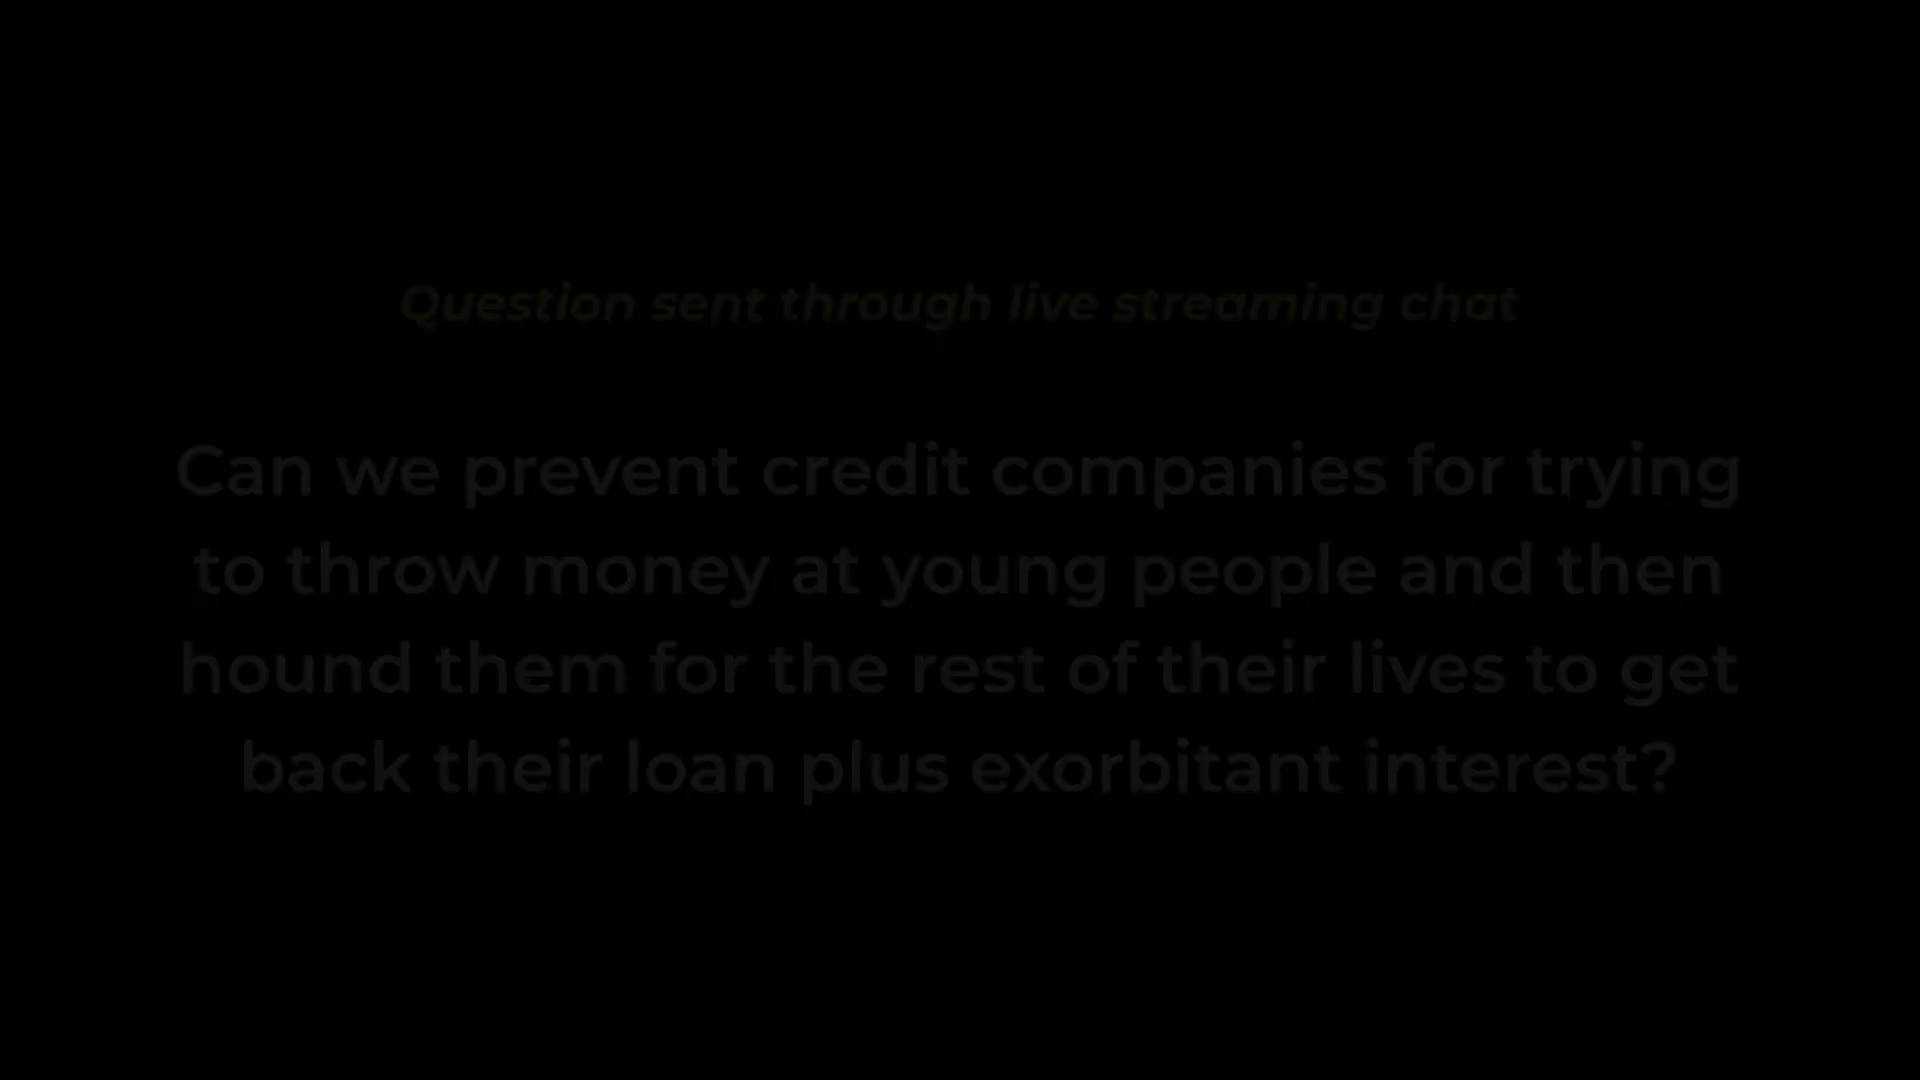 Question sent through live streaming chat
Can we prevent credit companies for trying
to throw money at young people and then
hound them for the rest of their lives to get
back their loan plus exorbitant interest?